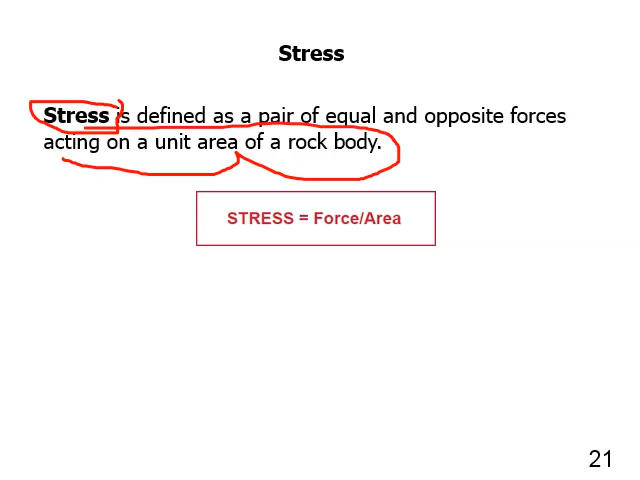 Stress
Stress is defined as a pair of equal and opposite forces
acting on a unit area of a rock body.
STRESS = Force/Area
21